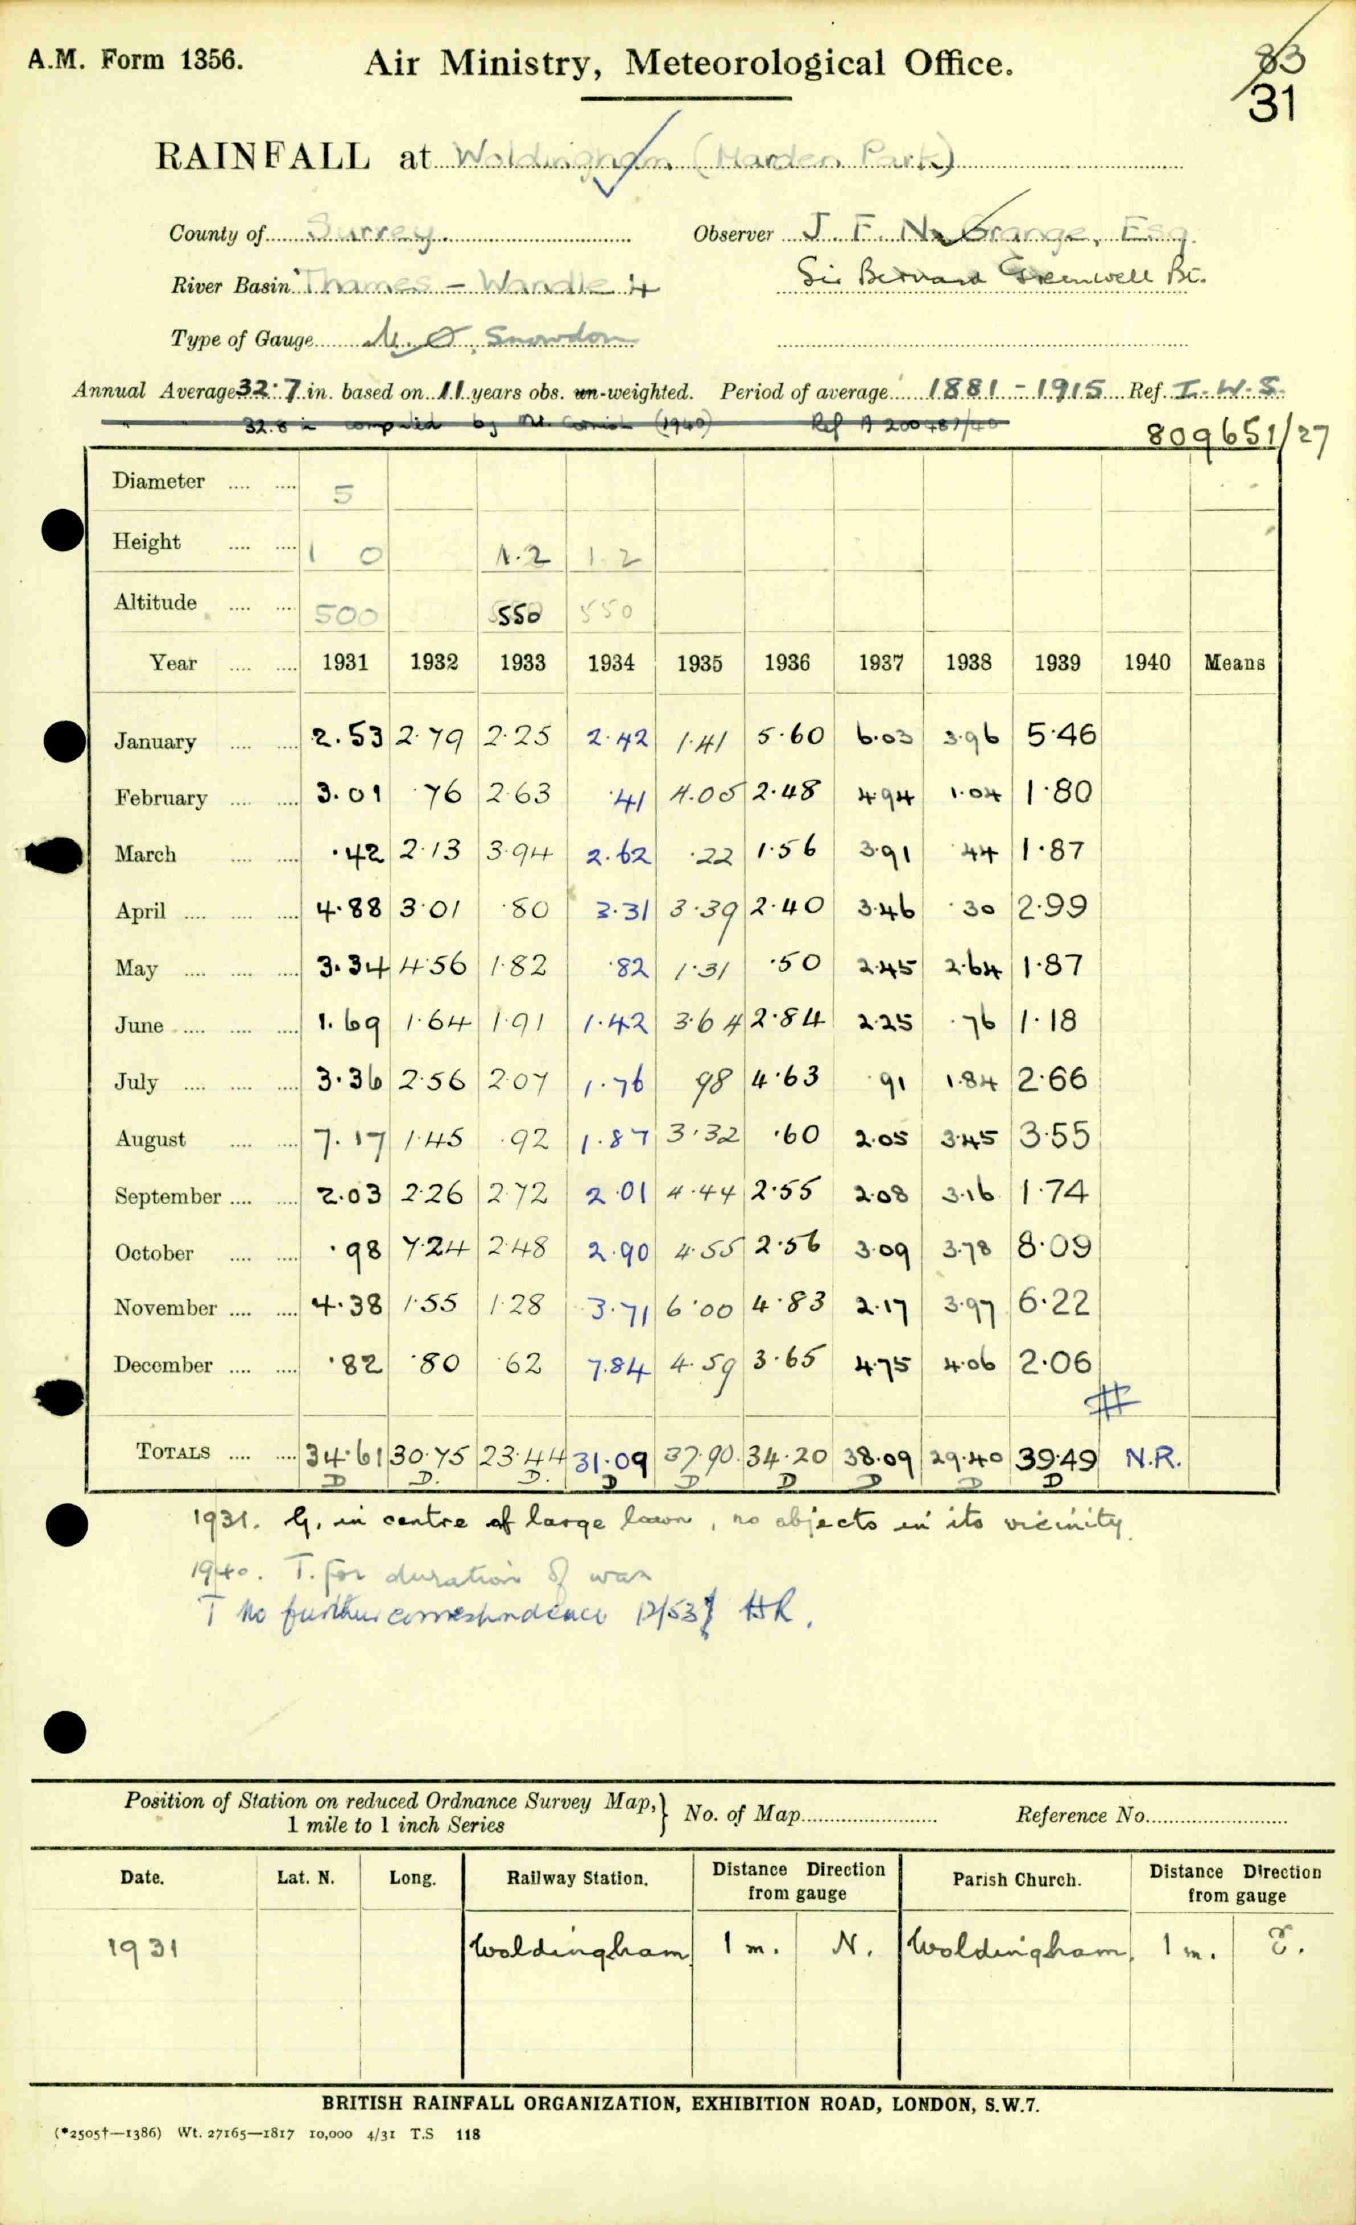 A.M. Form 1356.
Air Ministry, Meteorological Office.
83
31
RAINFALL at Woldingham (Marden Park)
County of Surrey. Observer J. F. N. Grange, Esq.
River Basin Thames - Wandle 4 Sir Bernard Greenwell Bt.
Type of Gauge M.O. Snowdon
Annual Average 32.7 in. based on 11 years obs. un-weighted. Period of average 1881-1915 Ref. I.W.S.
" 32.8 in computed by Mr. Cornish (1940) Ref A 200487/40
809651/27
Diameter 5
Height 1 0 1.2 1.2
Altitude 500 550 550
Year 1931 1932 1933 1934 1935 1936 1937 1938 1939 1940 Means
January 2.53 2.79 2.25 2.42 1.41 5.60 6.03 3.96 5.46
February 3.01 .76 2.63 .41 4.05 2.48 4.94 1.04 1.80
March .42 2.13 3.94 2.62 .22 1.56 3.91 .44 1.87
April 4.88 3.01 .80 3.31 3.39 2.40 3.46 .30 2.99
May 3.34 4.56 1.82 .82 1.31 .50 2.45 2.64 1.87
June 1.69 1.64 1.91 1.42 3.64 2.84 2.25 .76 1.18
July 3.36 2.56 2.07 1.76 98 4.63 .91 1.84 2.66
August 7.17 1.45 .92 1.87 3.32 .60 2.05 3.45 3.55
September 2.03 2.26 2.72 2.01 4.44 2.55 2.08 3.16 1.74
October .98 7.24 2.48 2.90 4.55 2.56 3.09 3.78 8.09
November 4.38 1.55 1.28 3.71 6.00 4.83 2.17 3.97 6.22
December .82 .80 .62 7.84 4.59 3.65 4.75 4.06 2.06
#
TOTALS 34.61 30.75 23.44 31.09 37.90 34.20 38.09 29.40 39.49 N.R.
D D. D. D D D D D D
1931. G. in centre of large lawn, no objects in its vicinity.
1940. T. for duration of war
T No further correspondence 12/53 HR.
Position of Station on reduced Ordnance Survey Map, 1 mile to 1 inch Series } No. of Map Reference No.
Date. Lat. N. Long. Railway Station. Distance Direction from gauge Parish Church. Distance Direction from gauge
1931 Woldingham 1 m. N. Woldingham. 1 m. E.
BRITISH RAINFALL ORGANIZATION, EXHIBITION ROAD, LONDON, S.W.7.
(*2505†—1386) Wt. 27165—1817 10,000 4/31 T.S 118